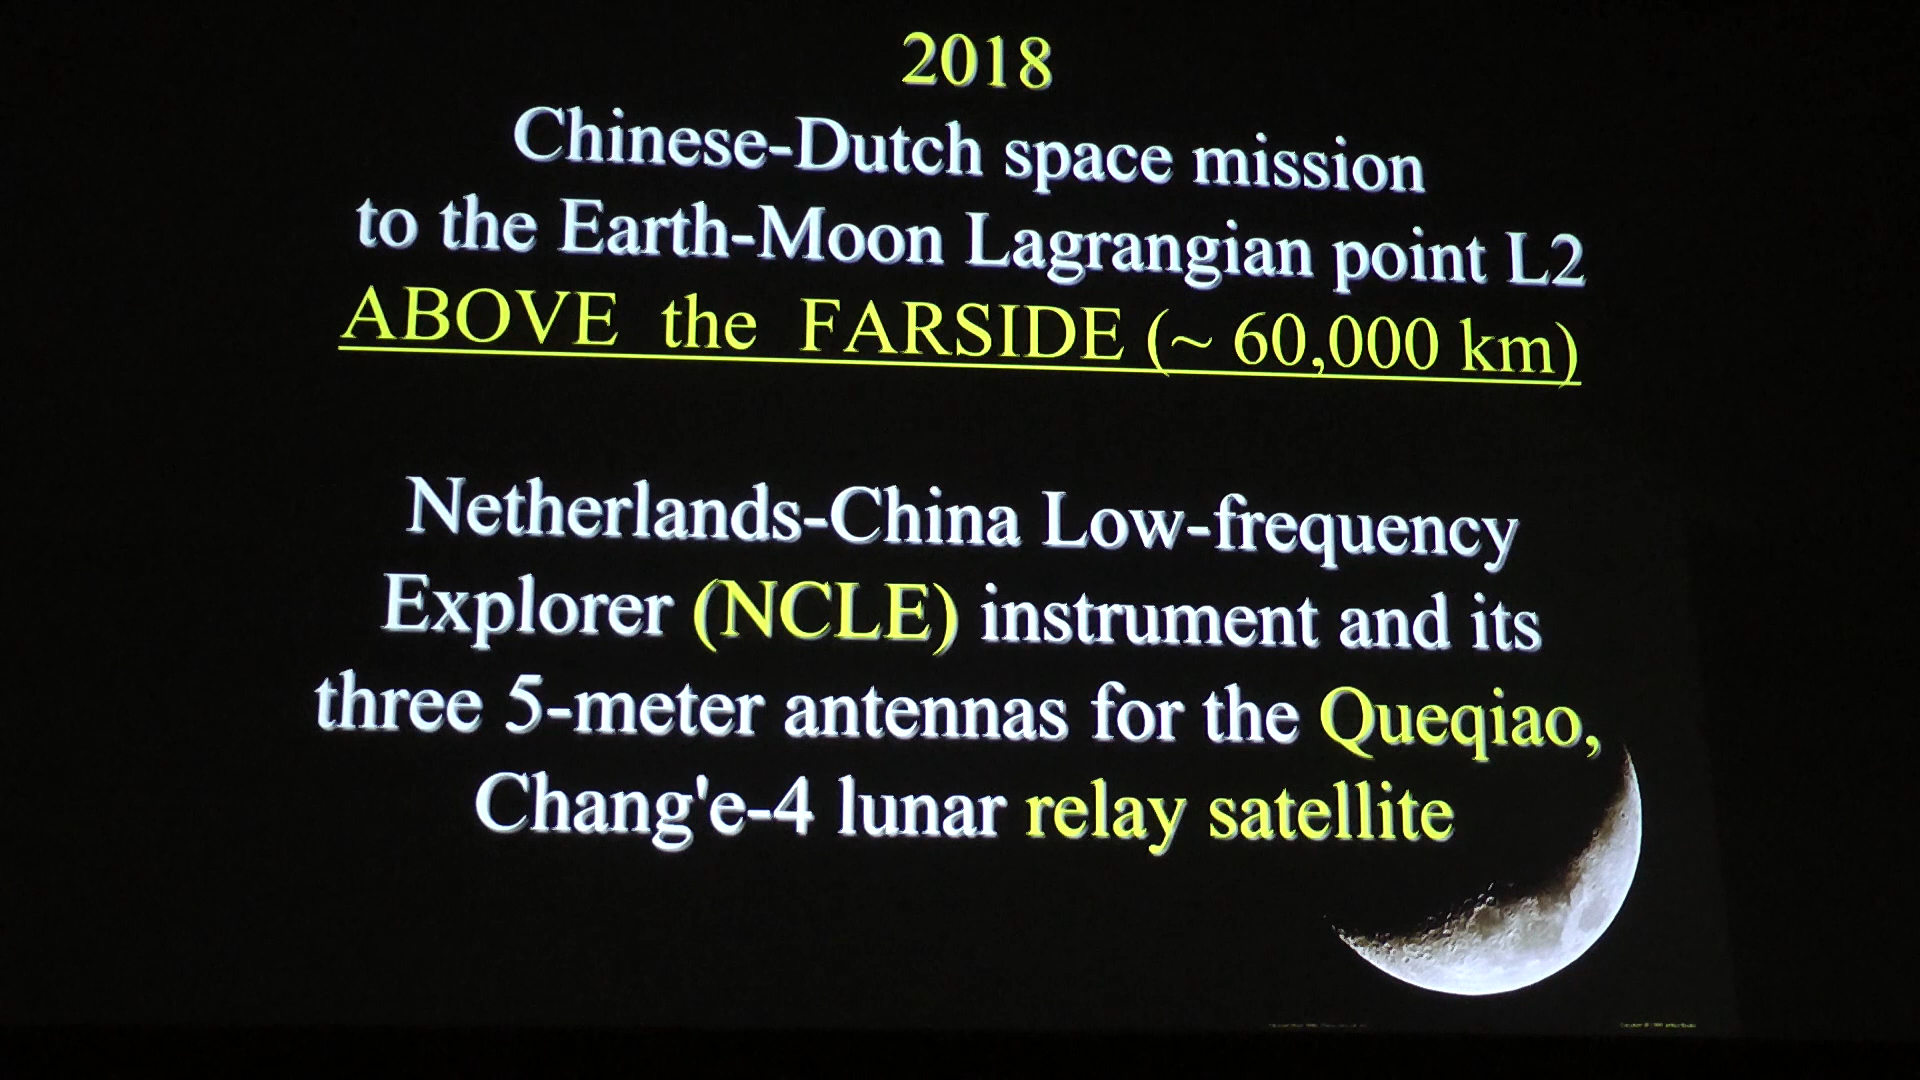 2018
Chinese-Dutch space mission
to the Earth-Moon Lagrangian point L2
ABOVE the FARSIDE (~ 60,000 km)
Netherlands-China Low-frequency
Explorer (NCLE) instrument and its
three 5-meter antennas for the Queqiao,
Chang'e-4 lunar relay satellite